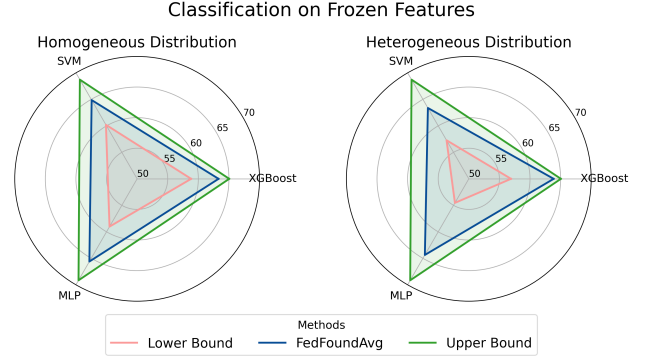 Classification on Frozen Features
Homogeneous Distribution
Heterogeneous Distribution
SVM
70
65
60
55
50
XGBoost
MLP
SVM
70
65
60
55
50
XGBoost
MLP
Methods
Lower Bound FedFoundAvg Upper Bound